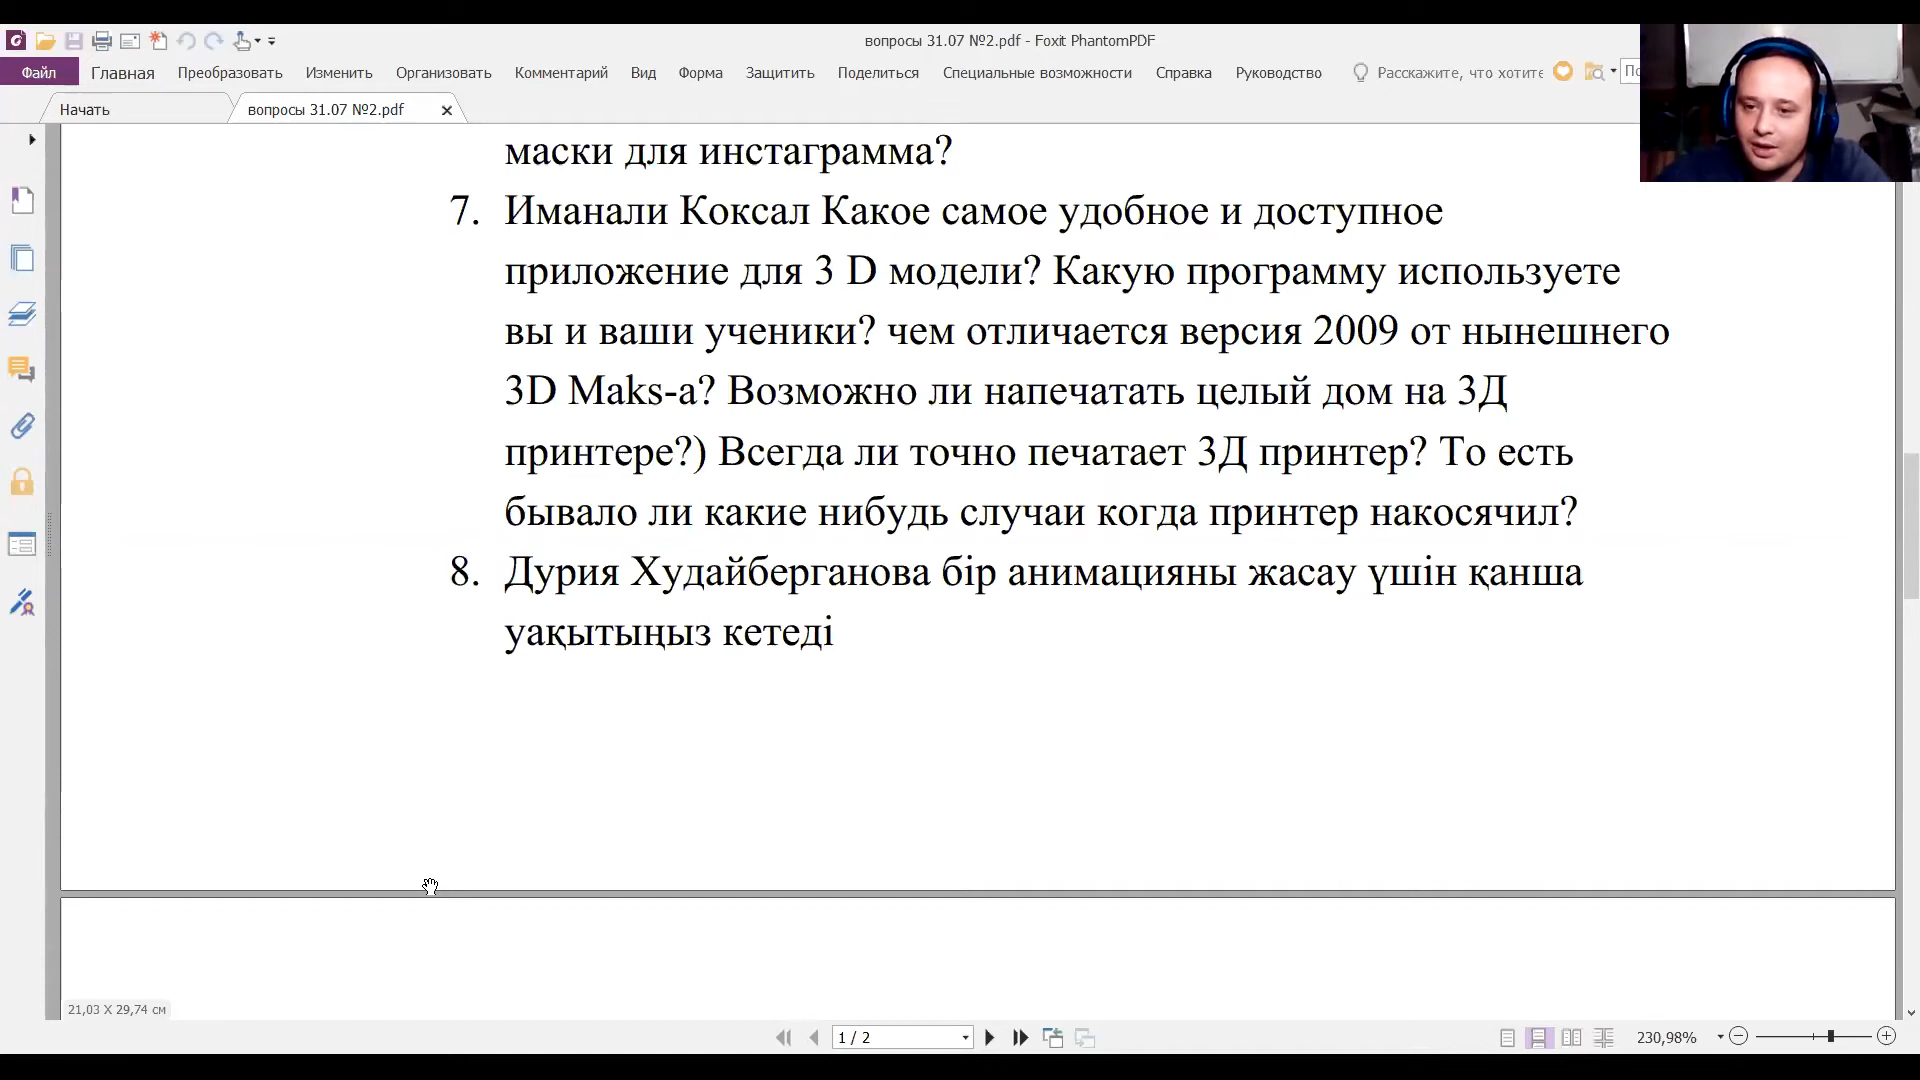 вопросы 31.07 №2.pdf - Foxit PhantomPDF
Файл Главная Преобразовать Изменить Организовать Комментарий Вид Форма Защитить Поделиться Специальные возможности Справка Руководство Расскажите, что хотите
Начать вопросы 31.07 №2.pdf
маски для инстаграмма?
7. Иманали Коксал Какое самое удобное и доступное
приложение для 3 D модели? Какую программу используете
вы и ваши ученики? чем отличается версия 2009 от нынешнего
3D Maks-а? Возможно ли напечатать целый дом на 3Д
принтере?) Всегда ли точно печатает 3Д принтер? То есть
бывало ли какие нибудь случаи когда принтер накосячил?
8. Дурия Худайберганова бір анимацияны жасау үшін қанша
уақытыңыз кетеді
21,03 X 29,74 см
1 / 2
230,98%